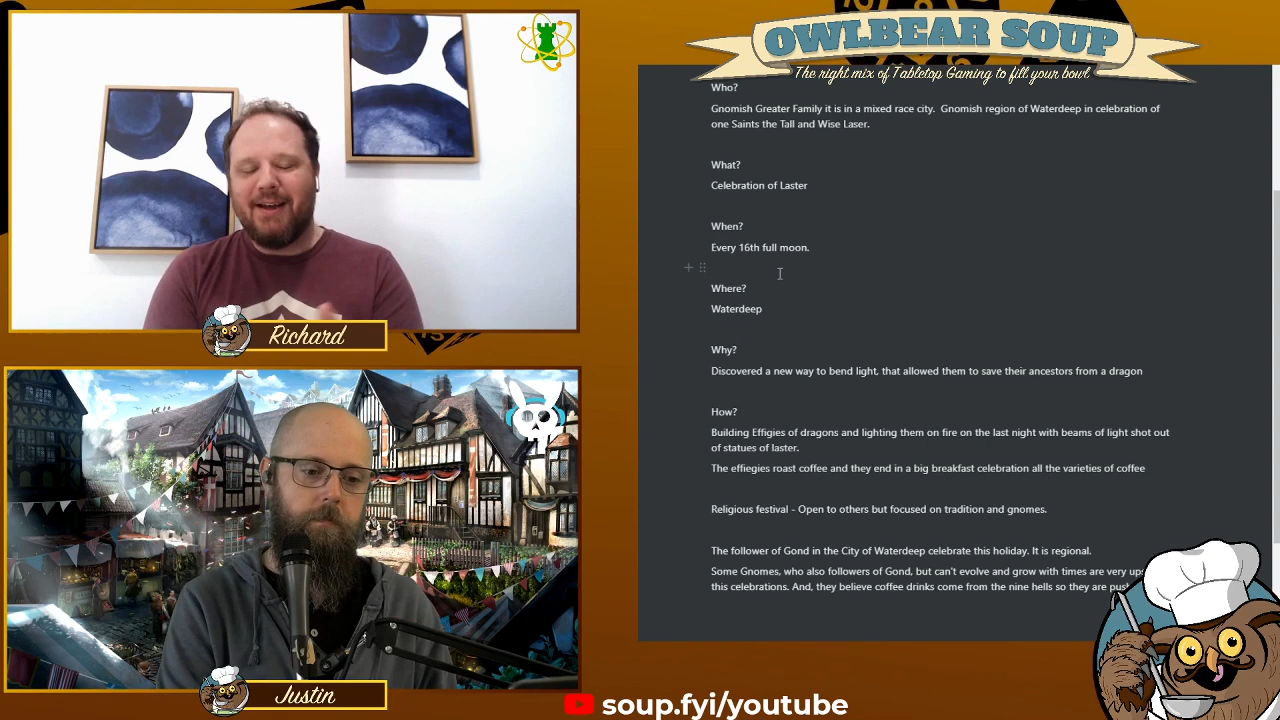 OWLBEAR SOUP
The right mix of Tabletop Gaming to fill your bowl
Who?
Gnomish Greater Family it is in a mixed race city. Gnomish region of Waterdeep in celebration of
one Saints the Tall and Wise Laser.
What?
Celebration of Laster
When?
Every 16th full moon.
Where?
Waterdeep
Why?
Discovered a new way to bend light, that allowed them to save their ancestors from a dragon
How?
Building Effigies of dragons and lighting them on fire on the last night with beams of light shot out
of statues of laster.
The effiegies roast coffee and they end in a big breakfast celebration all the varieties of coffee
Religious festival - Open to others but focused on tradition and gnomes.
The follower of Gond in the City of Waterdeep celebrate this holiday. It is regional.
Some Gnomes, who also followers of Gond, but can't evolve and grow with times are very
this celebrations. And, they believe coffee drinks come from the nine hells so they are
Richard
Justin
soup.fyi/youtube